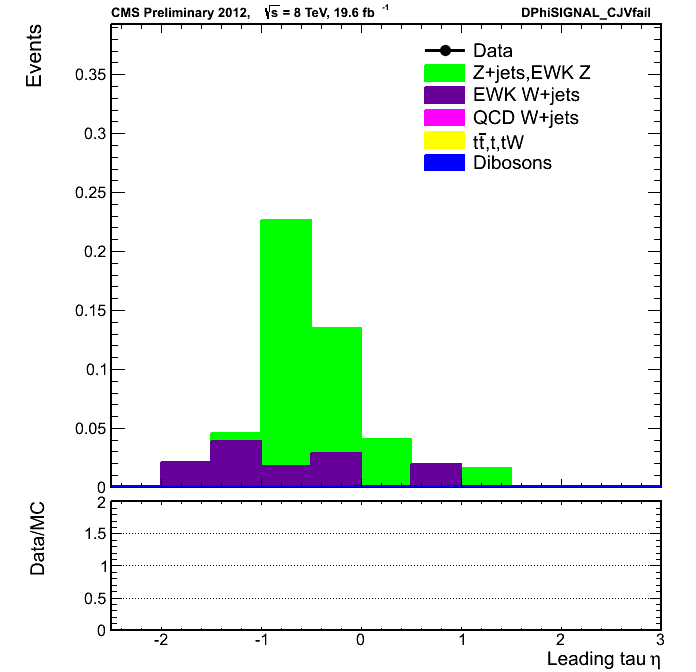 CMS Preliminary 2012, √s = 8 TeV, 19.6 fb⁻¹ DPhiSIGNAL_CJVfail
Events
Data
Z+jets,EWK Z
EWK W+jets
QCD W+jets
tt̄,t,tW
Dibosons
0.35
0.3
0.25
0.2
0.15
0.1
0.05
0
Data/MC
2
1.5
1
0.5
0
-2 -1 0 1 2 3
Leading tau η